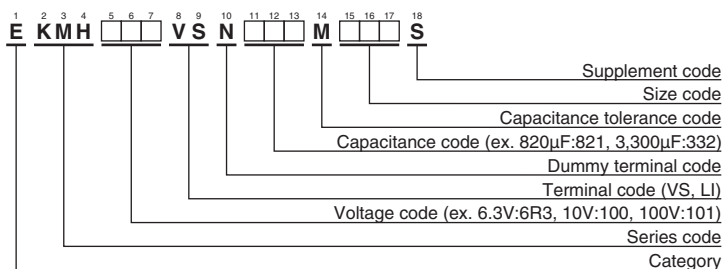 1 2 3 4 5 6 7 8 9 10 11 12 13 14 15 16 17 18
E KMH VS N M S
Supplement code
Size code
Capacitance tolerance code
Capacitance code (ex. 820μF:821, 3,300μF:332)
Dummy terminal code
Terminal code (VS, LI)
Voltage code (ex. 6.3V:6R3, 10V:100, 100V:101)
Series code
Category